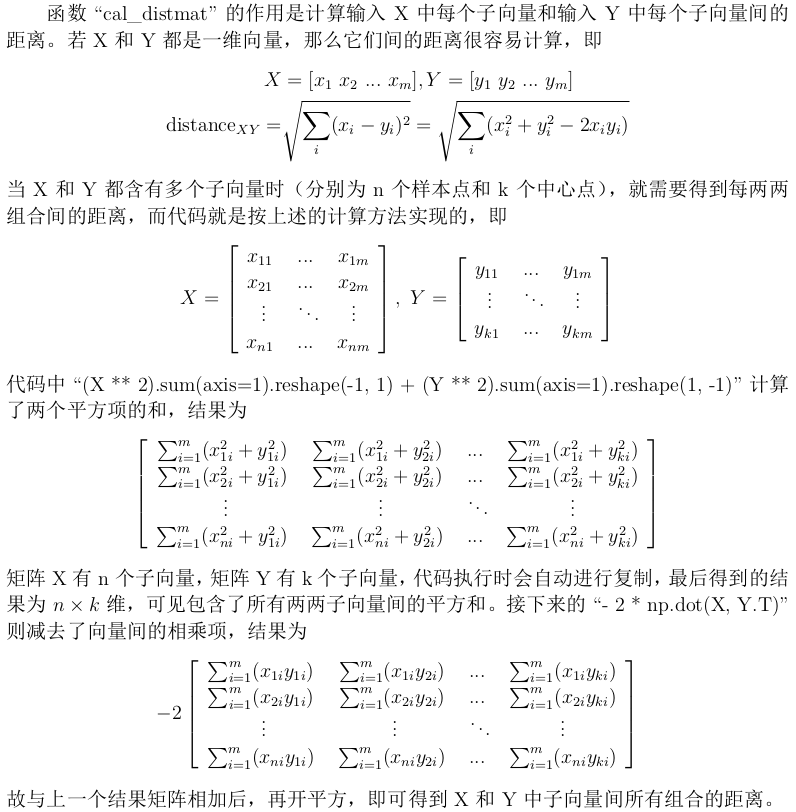 函数 “cal_distmat” 的作用是计算输入 X 中每个子向量和输入 Y 中每个子向量间的
距离。若 X 和 Y 都是一维向量，那么它们间的距离很容易计算，即
X = [x₁ x₂ ... xₘ], Y = [y₁ y₂ ... yₘ]
distance_{XY} = \sqrt{\sum_i (x_i − y_i)^2} = \sqrt{\sum_i (x_i^2 + y_i^2 − 2x_i y_i)}
当 X 和 Y 都含有多个子向量时（分别为 n 个样本点和 k 个中心点），就需要得到每两两
组合间的距离，而代码就是按上述的计算方法实现的，即
X = \begin{bmatrix} x_{11} & ... & x_{1m} \\ x_{21} & ... & x_{2m} \\ \vdots & \ddots & \vdots \\ x_{n1} & ... & x_{nm} \end{bmatrix}, Y = \begin{bmatrix} y_{11} & ... & y_{1m} \\ \vdots & \ddots & \vdots \\ y_{k1} & ... & y_{km} \end{bmatrix}
代码中 “(X ** 2).sum(axis=1).reshape(-1, 1) + (Y ** 2).sum(axis=1).reshape(1, -1)” 计算
了两个平方项的和，结果为
\begin{bmatrix} \sum_{i=1}^m (x_{1i}^2 + y_{1i}^2) & \sum_{i=1}^m (x_{1i}^2 + y_{2i}^2) & ... & \sum_{i=1}^m (x_{1i}^2 + y_{ki}^2) \\ \sum_{i=1}^m (x_{2i}^2 + y_{1i}^2) & \sum_{i=1}^m (x_{2i}^2 + y_{2i}^2) & ... & \sum_{i=1}^m (x_{2i}^2 + y_{ki}^2) \\ \vdots & \vdots & \ddots & \vdots \\ \sum_{i=1}^m (x_{ni}^2 + y_{1i}^2) & \sum_{i=1}^m (x_{ni}^2 + y_{2i}^2) & ... & \sum_{i=1}^m (x_{ni}^2 + y_{ki}^2) \end{bmatrix}
矩阵 X 有 n 个子向量，矩阵 Y 有 k 个子向量，代码执行时会自动进行复制，最后得到的结
果为 n × k 维，可见包含了所有两两子向量间的平方和。接下来的 “- 2 * np.dot(X, Y.T)”
则减去了向量间的相乘项，结果为
−2 \begin{bmatrix} \sum_{i=1}^m (x_{1i} y_{1i}) & \sum_{i=1}^m (x_{1i} y_{2i}) & ... & \sum_{i=1}^m (x_{1i} y_{ki}) \\ \sum_{i=1}^m (x_{2i} y_{1i}) & \sum_{i=1}^m (x_{2i} y_{2i}) & ... & \sum_{i=1}^m (x_{2i} y_{ki}) \\ \vdots & \vdots & \ddots & \vdots \\ \sum_{i=1}^m (x_{ni} y_{1i}) & \sum_{i=1}^m (x_{ni} y_{2i}) & ... & \sum_{i=1}^m (x_{ni} y_{ki}) \end{bmatrix}
故与上一个结果矩阵相加后，再开平方，即可得到 X 和 Y 中子向量间所有组合的距离。